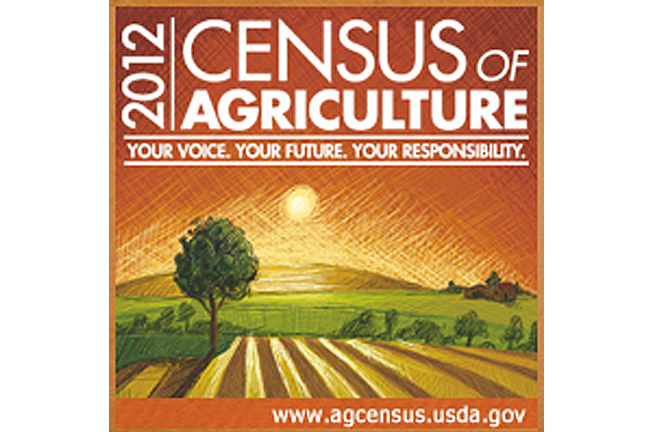 2012
CENSUS OF
AGRICULTURE
YOUR VOICE. YOUR FUTURE. YOUR RESPONSIBILITY.
www.agcensus.usda.gov